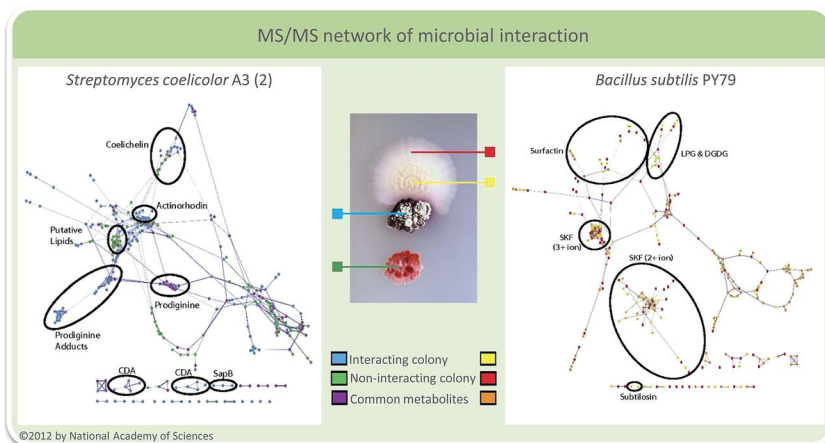 MS/MS network of microbial interaction
Streptomyces coelicolor A3 (2)
Coelichelin
Actinorhodin
Putative
Lipids
Prodiginine
Prodiginine
Adducts
CDA
CDA
SapB
Interacting colony
Non-interacting colony
Common metabolites
Bacillus subtilis PY79
Surfactin
LPG & DGDG
SKF
(3+ion)
SKF (2+ion)
Subtilosin
©2012 by National Academy of Sciences